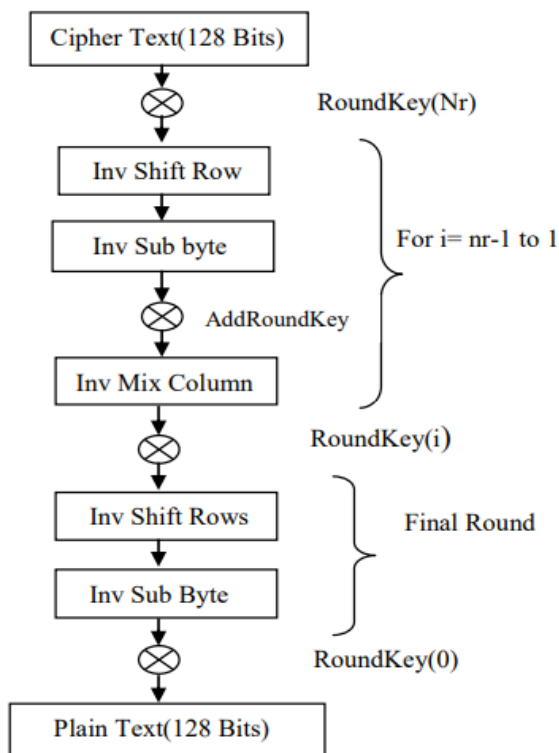 Cipher Text(128 Bits)
RoundKey(Nr)
Inv Shift Row
Inv Sub byte
For i= nr-1 to 1
AddRoundKey
Inv Mix Column
RoundKey(i)
Inv Shift Rows
Final Round
Inv Sub Byte
RoundKey(0)
Plain Text(128 Bits)